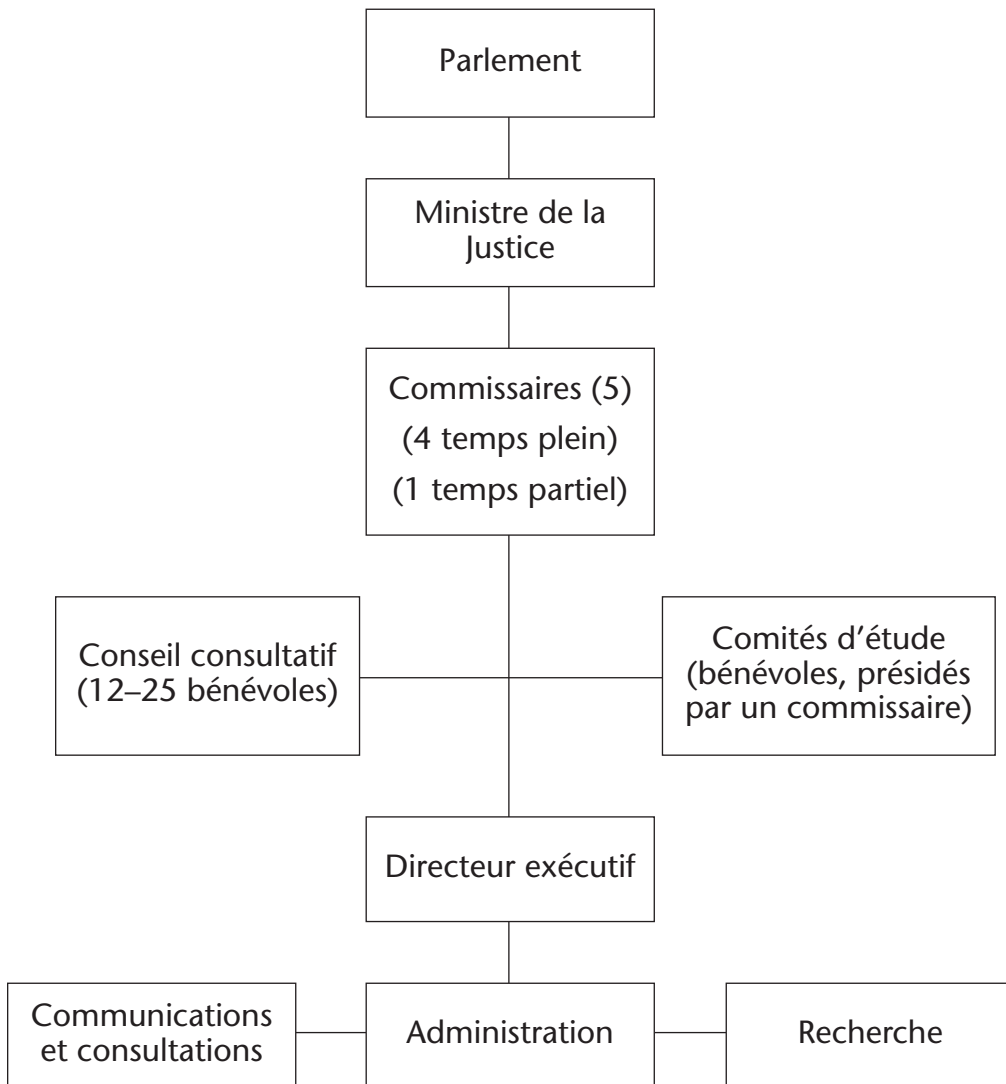 Parlement
Ministre de la
Justice
Commissaires (5)
(4 temps plein)
(1 temps partiel)
Conseil consultatif
(12–25 bénévoles)
Comités d'étude
(bénévoles, présidés
par un commissaire)
Directeur exécutif
Communications
et consultations
Administration
Recherche